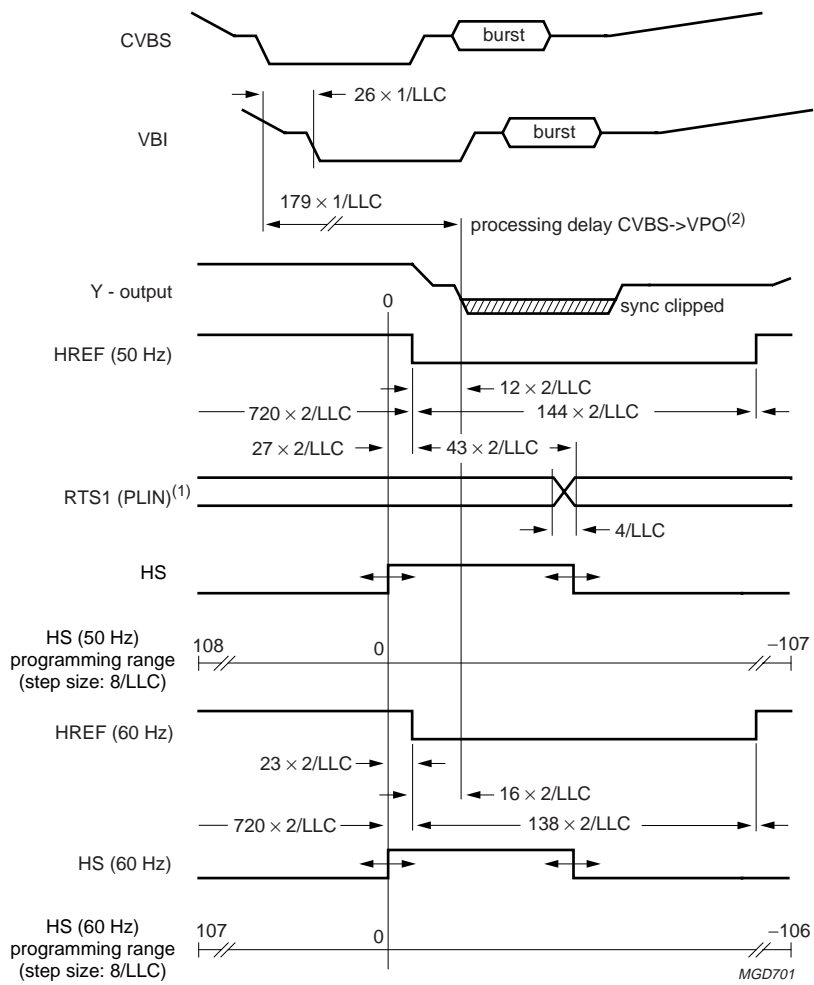 CVBS
burst
26 × 1/LLC
VBI
burst
179 × 1/LLC
processing delay CVBS->VPO(2)
Y - output
0
sync clipped
HREF (50 Hz)
12 × 2/LLC
720 × 2/LLC
144 × 2/LLC
27 × 2/LLC
43 × 2/LLC
RTS1 (PLIN)(1)
4/LLC
HS
HS (50 Hz)
programming range
(step size: 8/LLC)
108
0
−107
HREF (60 Hz)
23 × 2/LLC
16 × 2/LLC
720 × 2/LLC
138 × 2/LLC
HS (60 Hz)
HS (60 Hz)
programming range
(step size: 8/LLC)
107
0
−106
MGD701